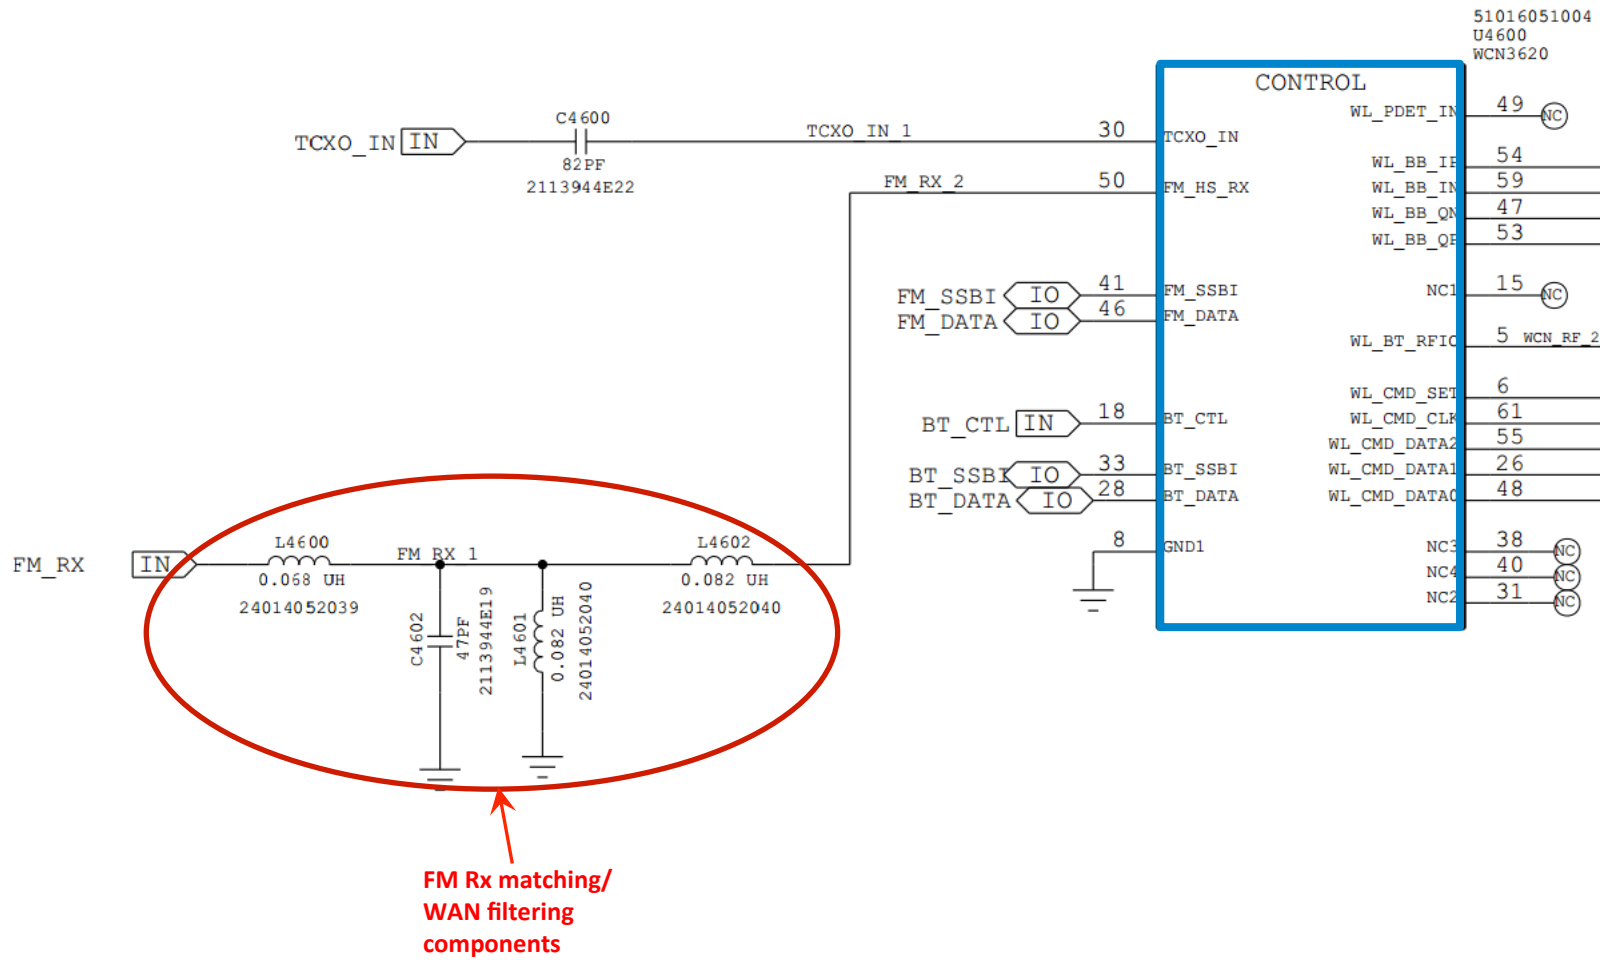 51016051004
U4600
WCN3620
CONTROL
TCXO_IN IN
C4600
82PF
2113944E22
TCXO_IN_1
30
TCXO_IN
FM_RX_2
50
FM_HS_RX
FM_SSBI IO
41
FM_SSBI
FM_DATA IO
46
FM_DATA
BT_CTL IN
18
BT_CTL
BT_SSBI IO
33
BT_SSBI
BT_DATA IO
28
BT_DATA
8
GND1
WL_PDET_IN
49
NC
WL_BB_IP
54
WL_BB_IN
59
WL_BB_QN
47
WL_BB_QP
53
NC1
15
NC
WL_BT_RFIO
5
WCN_RF_2
WL_CMD_SET
6
WL_CMD_CLK
61
WL_CMD_DATA2
55
WL_CMD_DATA1
26
WL_CMD_DATA0
48
NC3
38
NC
NC4
40
NC
NC2
31
NC
FM_RX
IN
L4600
0.068 UH
24014052039
FM_RX_1
C4602
47PF
2113944E19
L4601
0.082 UH
24014052040
L4602
0.082 UH
24014052040
FM Rx matching/
WAN filtering
components